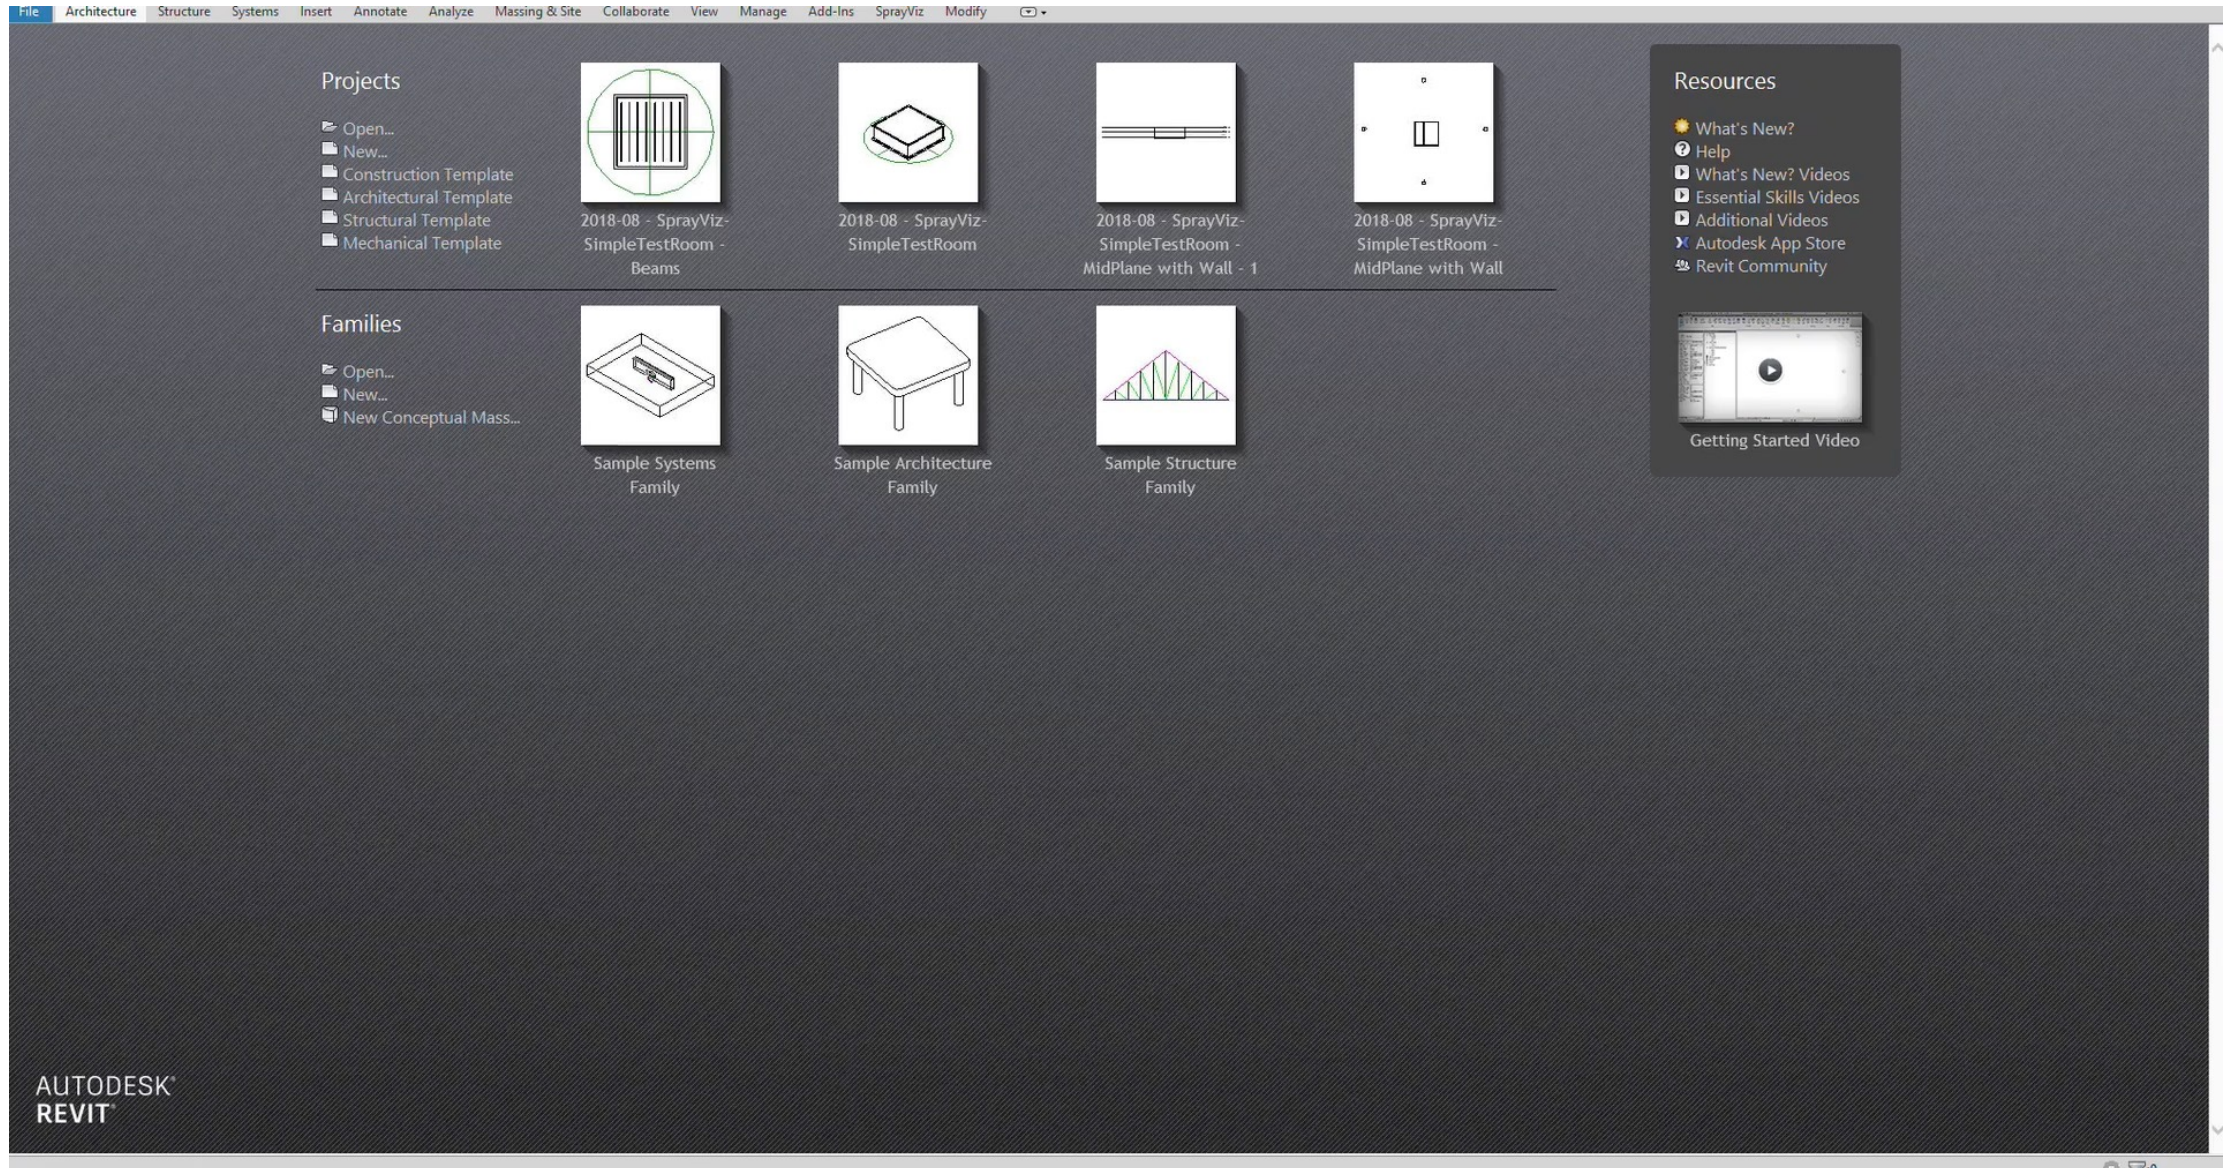 File Architecture Structure Systems Insert Annotate Analyze Massing & Site Collaborate View Manage Add-Ins SprayViz Modify
Projects
Open...
New...
Construction Template
Architectural Template
Structural Template
Mechanical Template
2018-08 - SprayViz-
SimpleTestRoom -
Beams
2018-08 - SprayViz-
SimpleTestRoom
2018-08 - SprayViz-
SimpleTestRoom -
MidPlane with Wall - 1
2018-08 - SprayViz-
SimpleTestRoom -
MidPlane with Wall
Families
Open...
New...
New Conceptual Mass...
Sample Systems
Family
Sample Architecture
Family
Sample Structure
Family
Resources
What's New?
Help
What's New? Videos
Essential Skills Videos
Additional Videos
Autodesk App Store
Revit Community
Getting Started Video
AUTODESK®
REVIT®